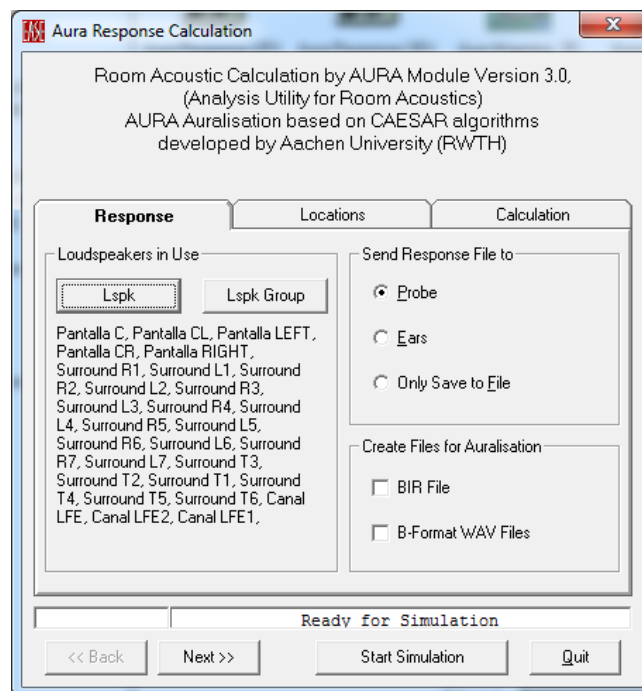 EASE Aura Response Calculation
Room Acoustic Calculation by AURA Module Version 3.0,
(Analysis Utility for Room Acoustics)
AURA Auralisation based on CAESAR algorithms
developed by Aachen University (RWTH)
Response
Locations
Calculation
Loudspeakers in Use
Lspk
Lspk Group
Pantalla C, Pantalla CL, Pantalla LEFT,
Pantalla CR, Pantalla RIGHT,
Surround R1, Surround L1, Surround
R2, Surround L2, Surround R3,
Surround L3, Surround R4, Surround
L4, Surround R5, Surround L5,
Surround R6, Surround L6, Surround
R7, Surround L7, Surround T3,
Surround T2, Surround T1, Surround
T4, Surround T5, Surround T6, Canal
LFE, Canal LFE2, Canal LFE1,
Send Response File to
Probe
Ears
Only Save to File
Create Files for Auralisation
BIR File
B-Format WAV Files
Ready for Simulation
<< Back
Next >>
Start Simulation
Quit